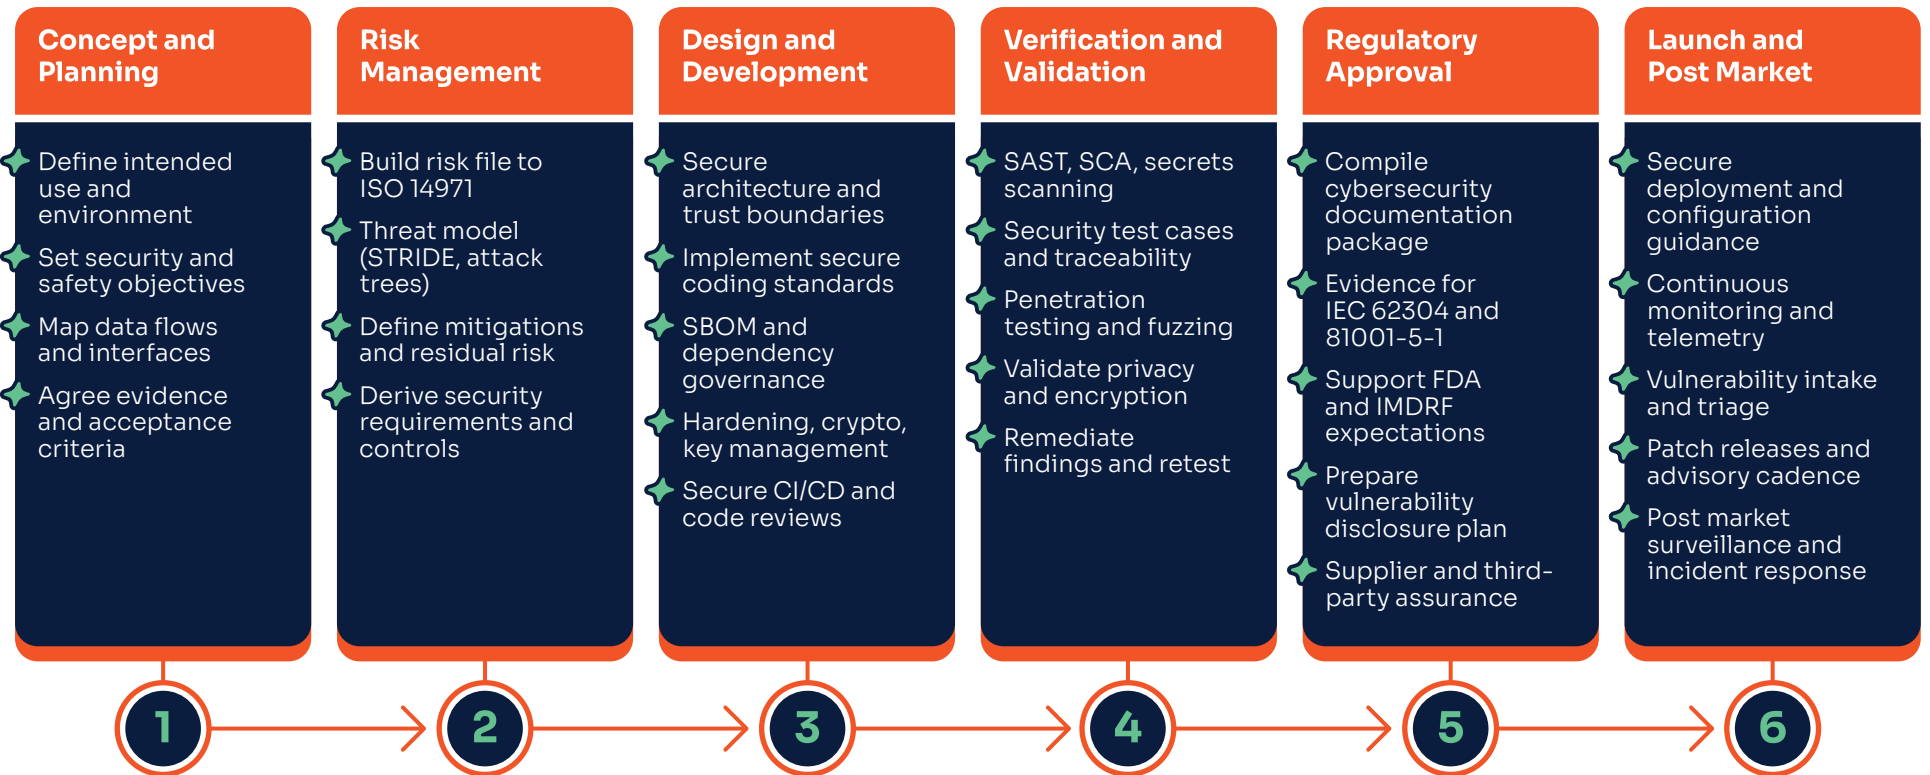 Concept and
Planning
Define intended
use and
environment
Set security and
safety objectives
Map data flows
and interfaces
Agree evidence
and acceptance
criteria
1
Risk
Management
Build risk file to
ISO 14971
Threat model
(STRIDE, attack
trees)
Define mitigations
and residual risk
Derive security
requirements and
controls
2
Design and
Development
Secure
architecture and
trust boundaries
Implement secure
coding standards
SBOM and
dependency
governance
Hardening, crypto,
key management
Secure CI/CD and
code reviews
3
Verification and
Validation
SAST, SCA, secrets
scanning
Security test cases
and traceability
Penetration
testing and fuzzing
Validate privacy
and encryption
Remediate
findings and retest
4
Regulatory
Approval
Compile
cybersecurity
documentation
package
Evidence for
IEC 62304 and
81001-5-1
Support FDA
and IMDRF
expectations
Prepare
vulnerability
disclosure plan
Supplier and third-
party assurance
5
Launch and
Post Market
Secure
deployment and
configuration
guidance
Continuous
monitoring and
telemetry
Vulnerability intake
and triage
Patch releases and
advisory cadence
Post market
surveillance and
incident response
6